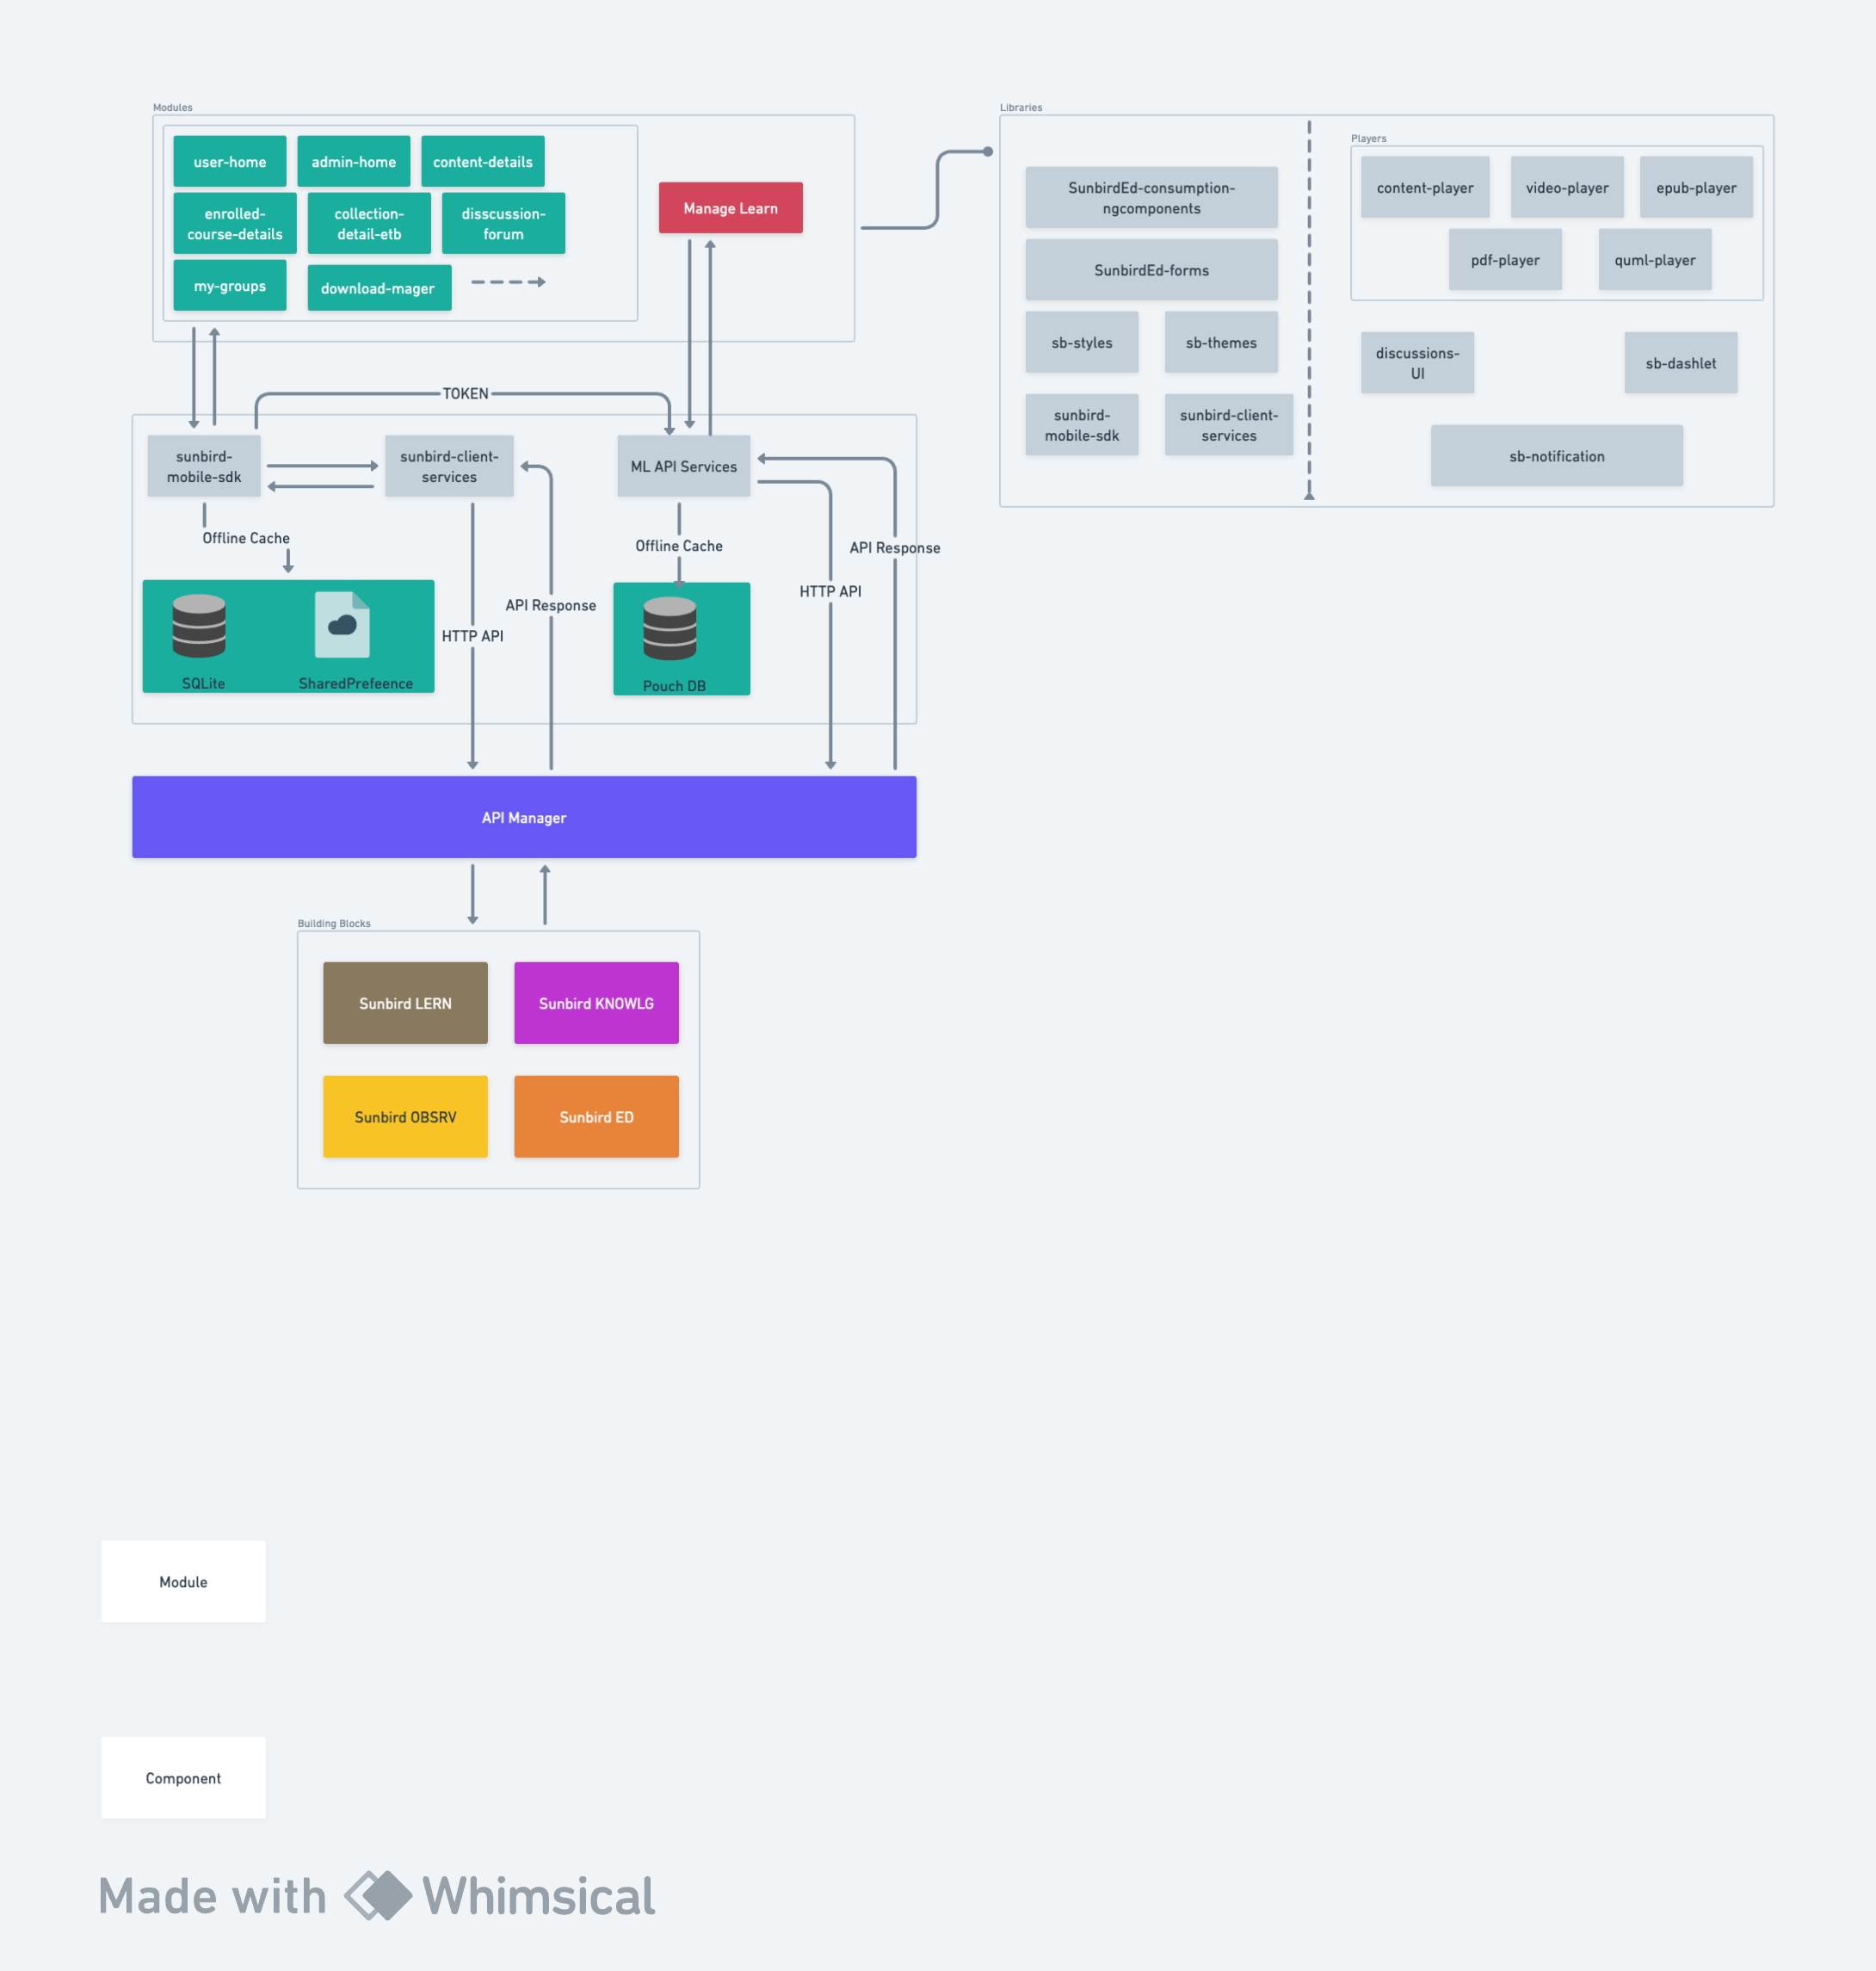 Modules
user-home
admin-home
content-details
enrolled-
course-details
collection-
detail-etb
disscussion-
forum
my-groups
download-mager
Manage Learn
Libraries
SunbirdEd-consumption-
ngcomponents
SunbirdEd-forms
sb-styles
sb-themes
sunbird-
mobile-sdk
sunbird-client-
services
Players
content-player
video-player
epub-player
pdf-player
quml-player
discussions-
UI
sb-dashlet
sb-notification
TOKEN
sunbird-
mobile-sdk
sunbird-client-
services
ML API Services
Offline Cache
Offline Cache
API Response
HTTP API
API Response
HTTP API
SQLite
SharedPrefeence
Pouch DB
API Manager
Building Blocks
Sunbird LERN
Sunbird KNOWLG
Sunbird OBSRV
Sunbird ED
Module
Component
Made with Whimsical